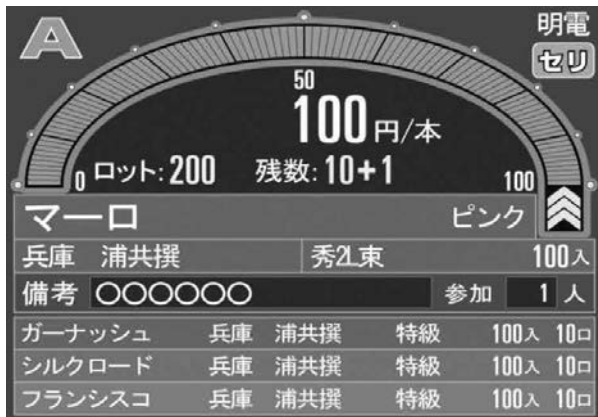 A
明電
セリ
50
100円/本
0 ロット:200 残数:10+1 100
マーロ ピンク
兵庫 浦共撰 秀2L東 100入
備考 〇〇〇〇〇〇 参加 1人
ガーナッシュ 兵庫 浦共撰 特級 100入 10口
シルクロード 兵庫 浦共撰 特級 100入 10口
フランシスコ 兵庫 浦共撰 特級 100入 10口